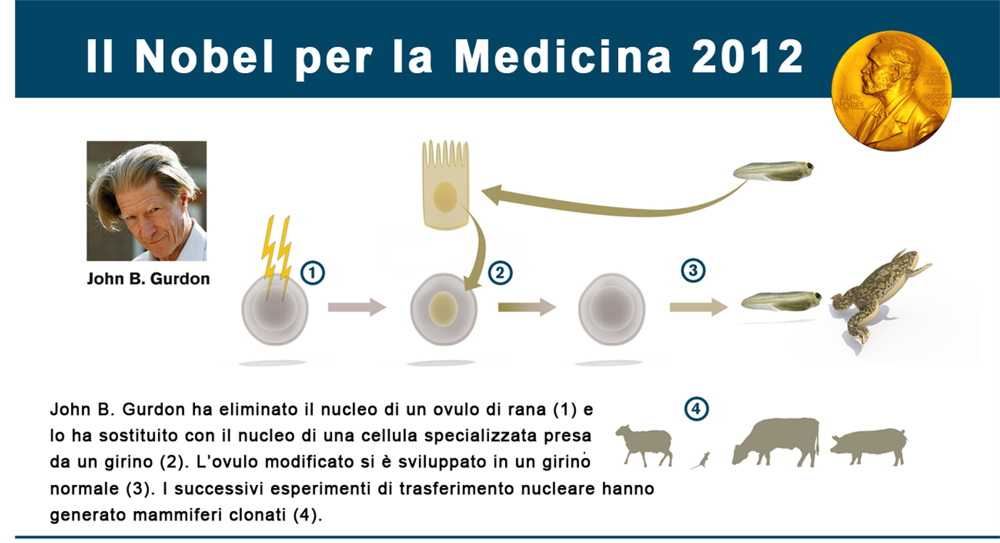 Il Nobel per la Medicina 2012
ALFR·
NOBEL
John B. Gurdon
1
2
3
John B. Gurdon ha eliminato il nucleo di un ovulo di rana (1) e
lo ha sostituito con il nucleo di una cellula specializzata presa
da un girino (2). L’ovulo modificato si è sviluppato in un girino
normale (3). I successivi esperimenti di trasferimento nucleare hanno
generato mammiferi clonati (4).
4